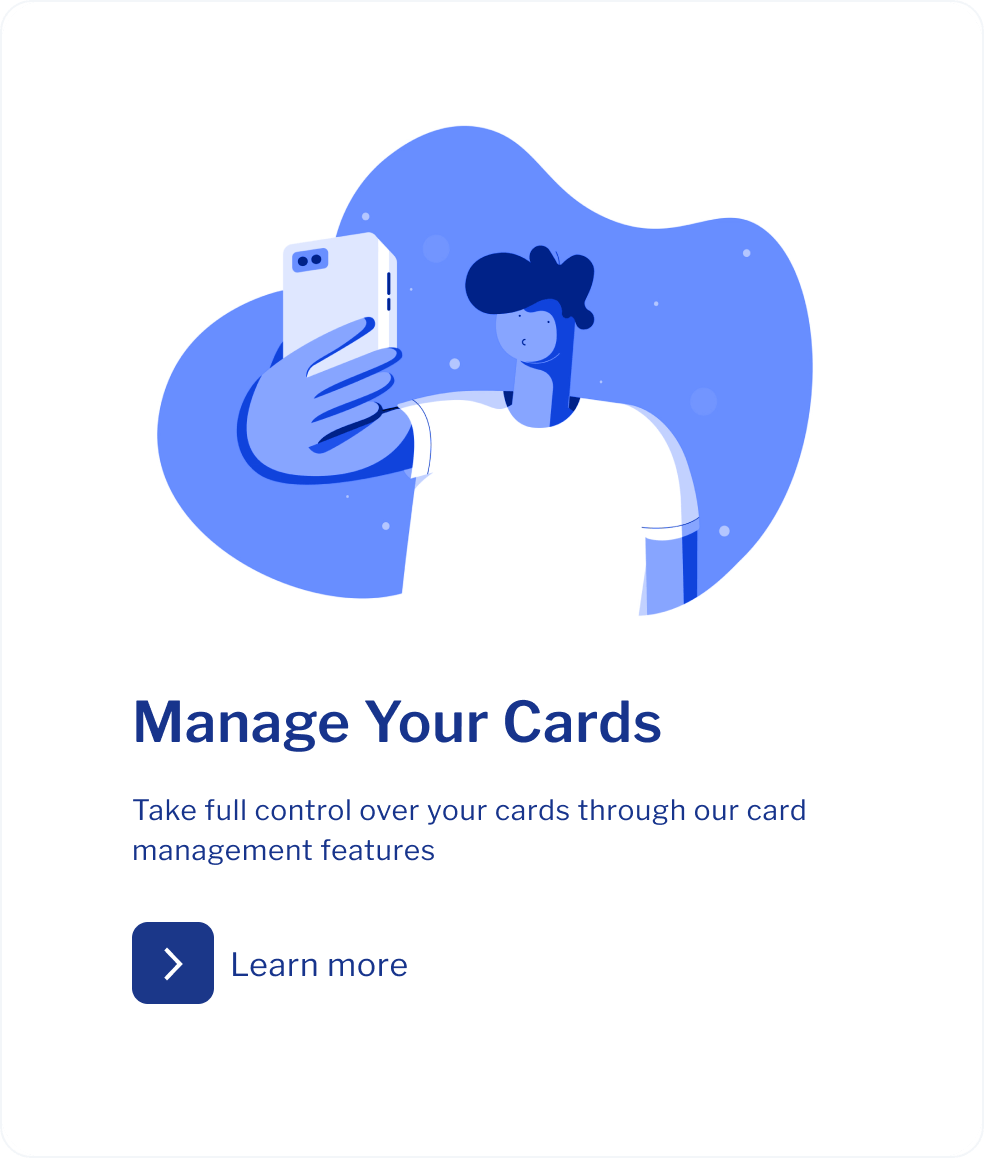 Manage Your Cards
Take full control over your cards through our card
management features
Learn more